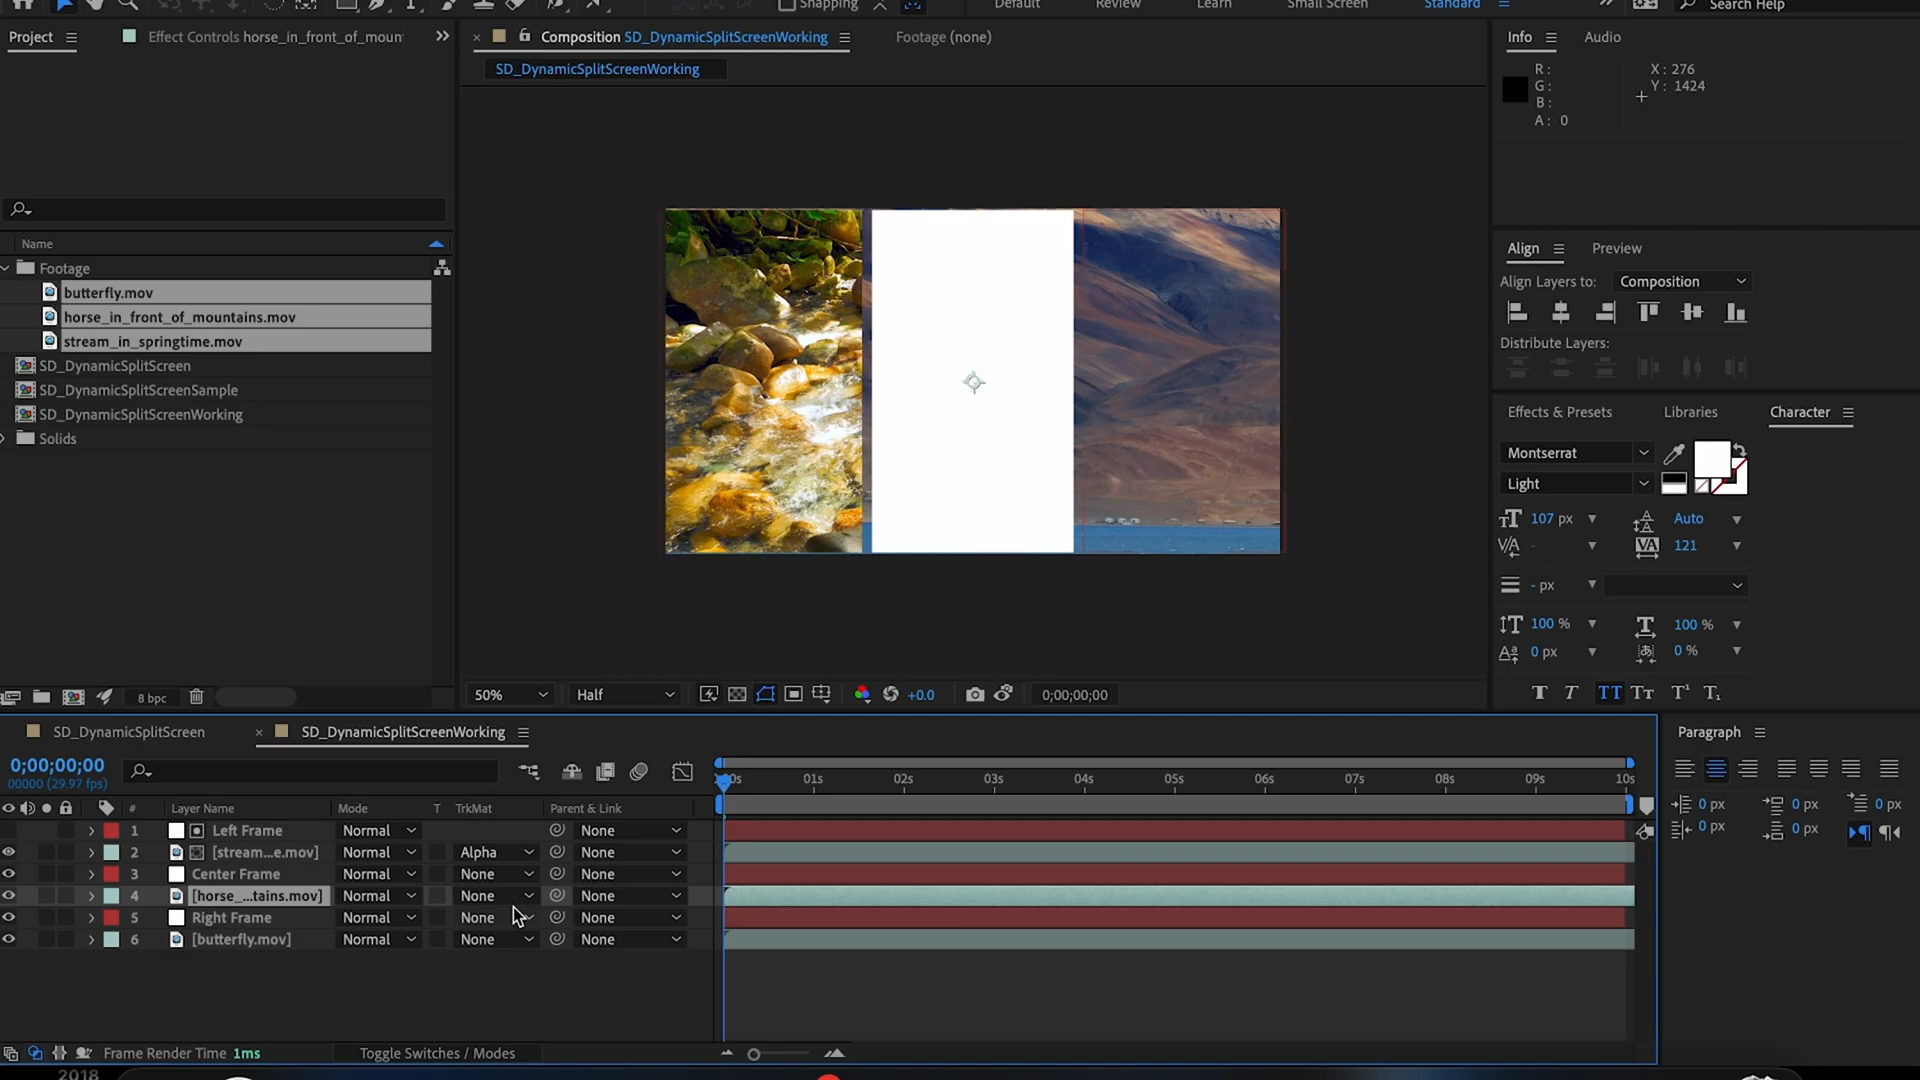 Snapping
Default
Review
Learn
Small Screen
Standard
Search Help
Project
Effect Controls horse_in_front_of_moun
Composition SD_DynamicSplitScreenWorking
Footage (none)
Info
Audio
SD_DynamicSplitScreenWorking
R :
G :
B :
A : 0
X : 276
Y : 1424
Name
Footage
butterfly.mov
horse_in_front_of_mountains.mov
stream_in_springtime.mov
SD_DynamicSplitScreen
SD_DynamicSplitScreenSample
SD_DynamicSplitScreenWorking
Solids
Align
Preview
Align Layers to:
Composition
Distribute Layers:
Effects & Presets
Libraries
Character
Montserrat
Light
107 px
Auto
-
121
- px
100 %
100 %
0 px
0 %
8 bpc
50%
Half
+0.0
0;00;00;00
SD_DynamicSplitScreen
SD_DynamicSplitScreenWorking
Paragraph
0 px
0 px
0 px
0 px
0 px
0;00;00;00
00000 (29.97 fps)
00s
01s
02s
03s
04s
05s
06s
07s
08s
09s
10s
# Layer Name Mode T TrkMat Parent & Link
1 Left Frame Normal None
2 [stream...e.mov] Normal Alpha None
3 Center Frame Normal None None
4 [horse_...tains.mov] Normal None None
5 Right Frame Normal None None
6 [butterfly.mov] Normal None None
Frame Render Time 1ms
Toggle Switches / Modes
2018